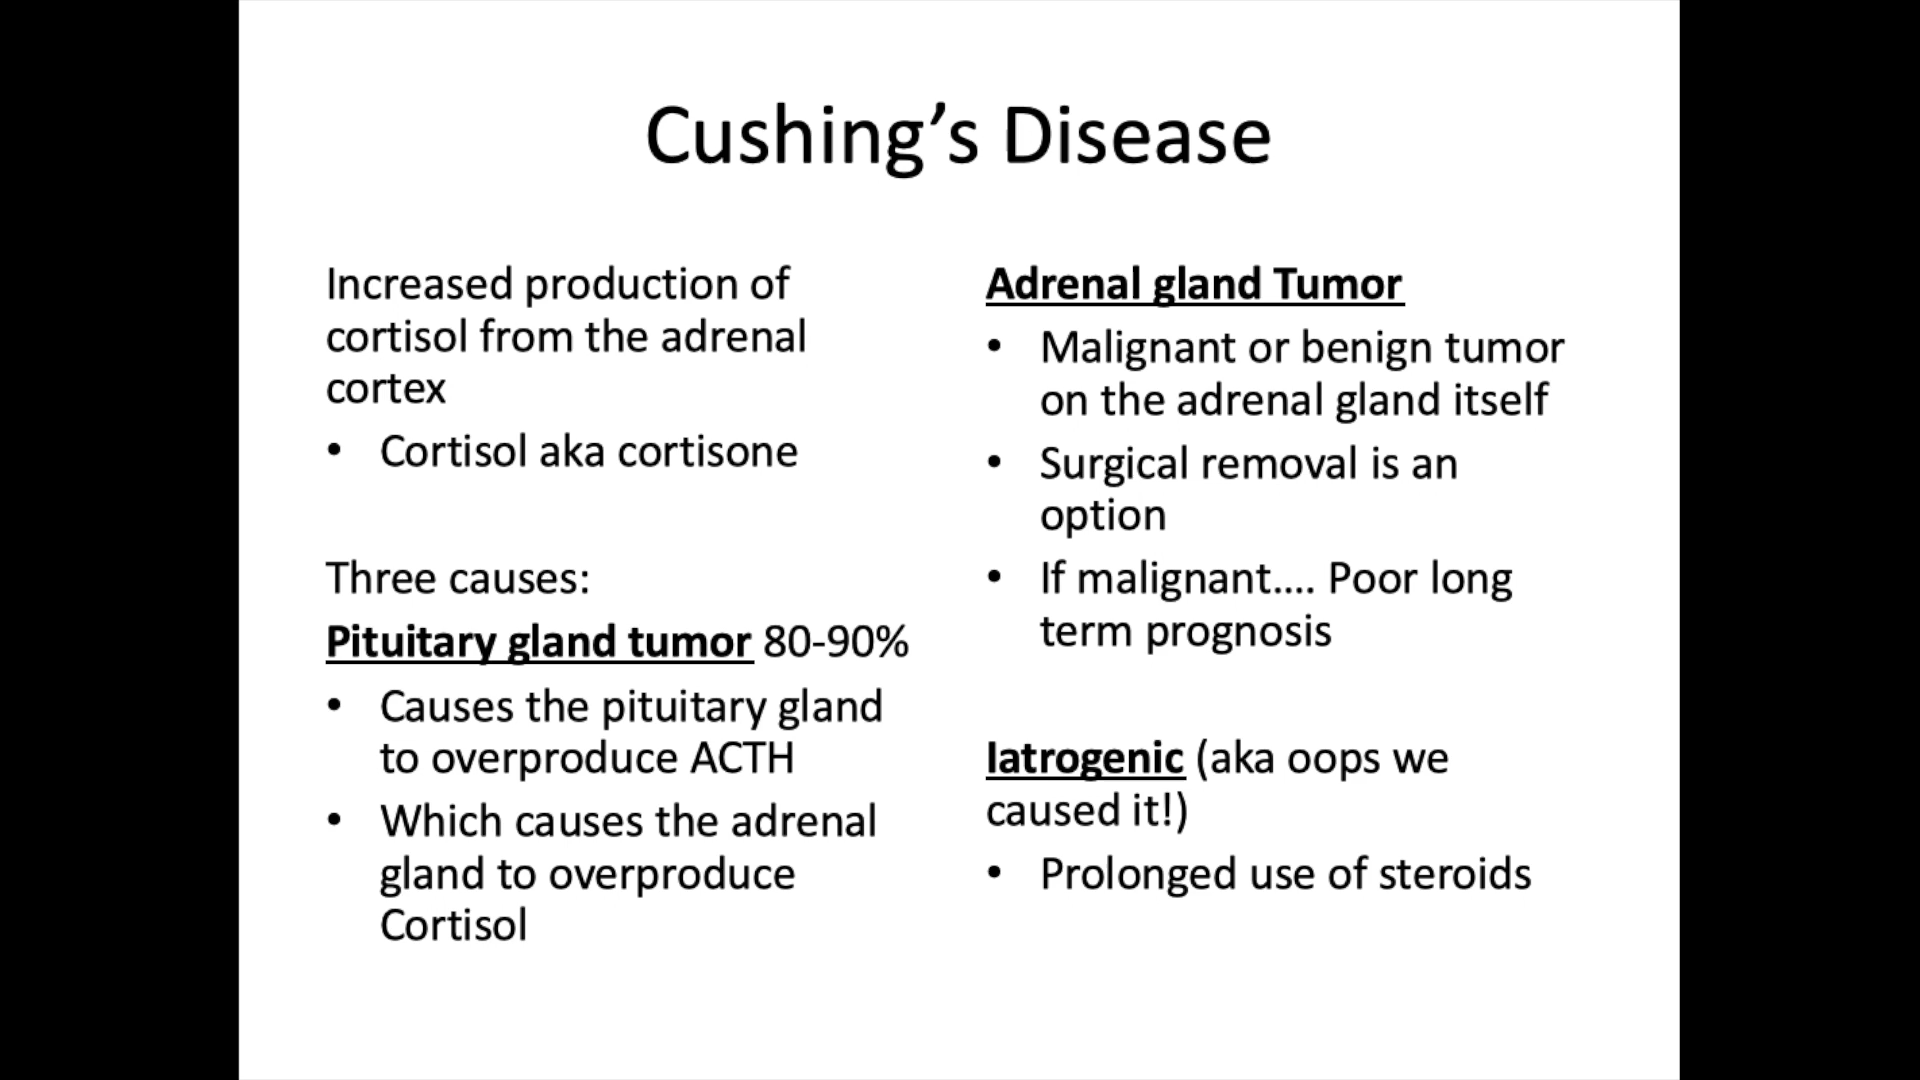 Cushing’s Disease
Increased production of
cortisol from the adrenal
cortex
• Cortisol aka cortisone
Three causes:
Pituitary gland tumor 80-90%
• Causes the pituitary gland
to overproduce ACTH
• Which causes the adrenal
gland to overproduce
Cortisol
Adrenal gland Tumor
• Malignant or benign tumor
on the adrenal gland itself
• Surgical removal is an
option
• If malignant.... Poor long
term prognosis
Iatrogenic (aka oops we
caused it!)
• Prolonged use of steroids